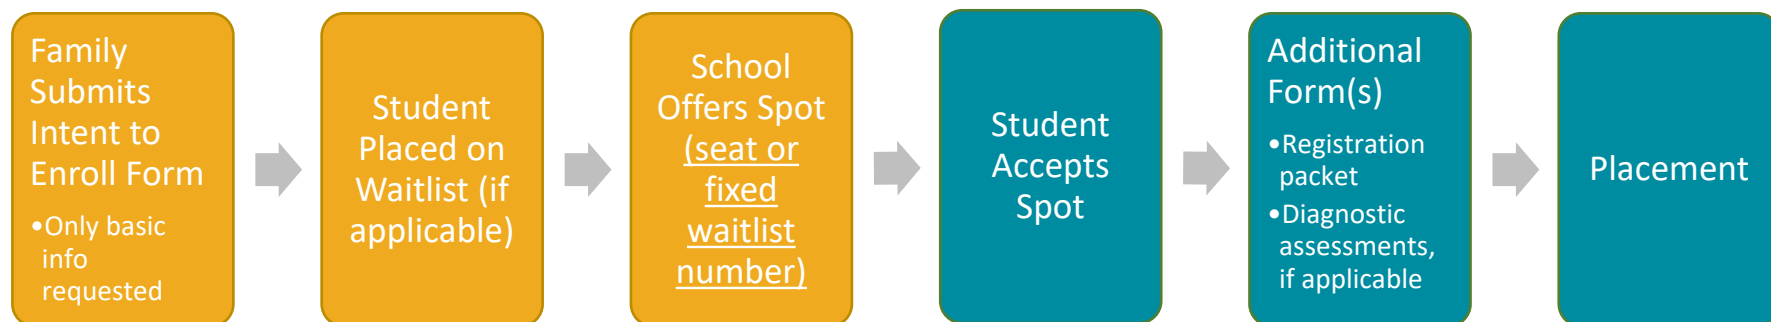 Family
Submits
Intent to
Enroll Form
•Only basic
info
requested
Student
Placed on
Waitlist (if
applicable)
School
Offers Spot
(seat or
fixed
waitlist
number)
Student
Accepts
Spot
Additional
Form(s)
•Registration
packet
•Diagnostic
assessments,
if applicable
Placement